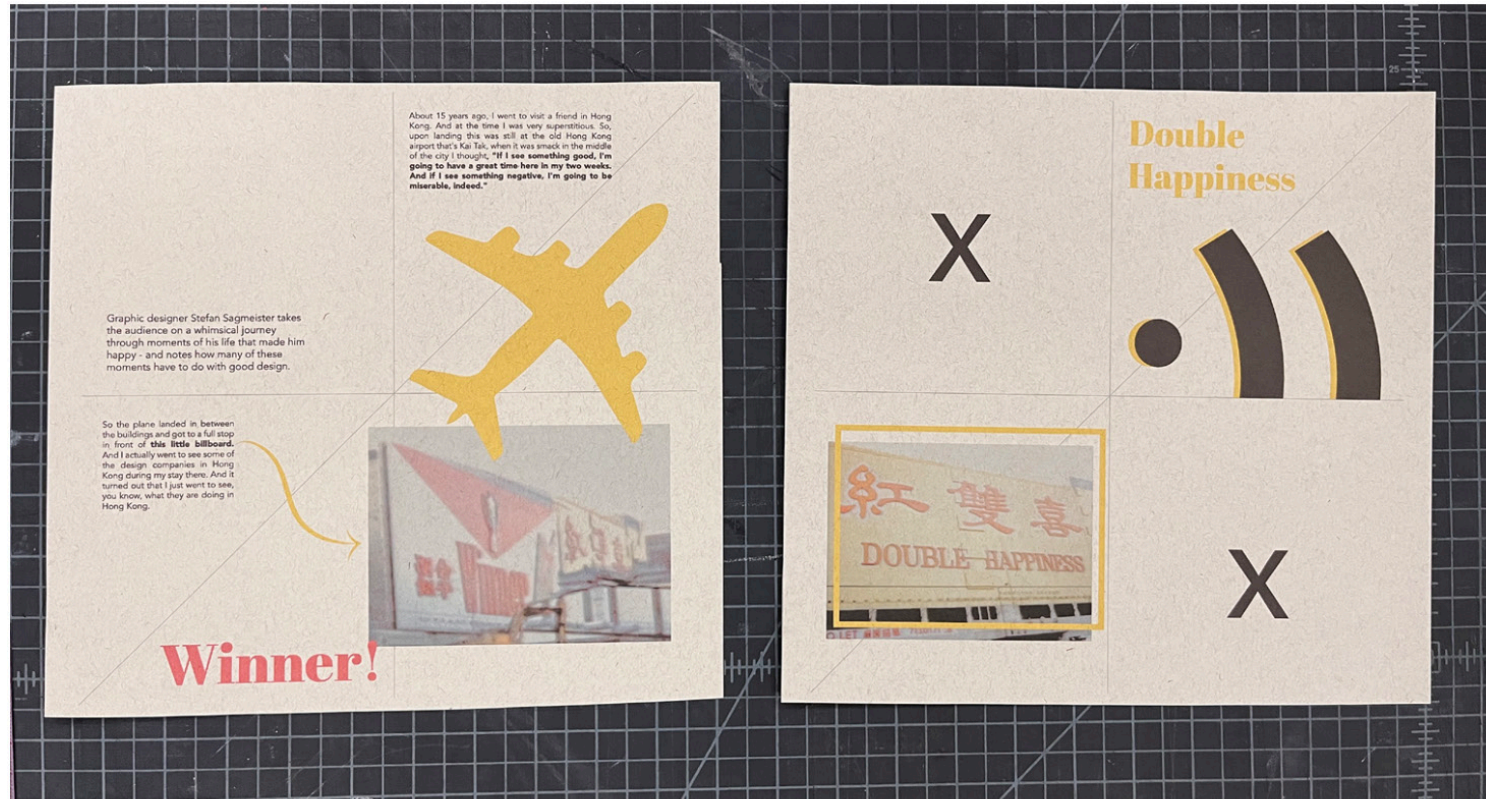 About 15 years ago, I went to visit a friend in Hong
Kong. And at the time I was very superstitious. So,
upon landing this was still at the old Hong Kong
airport that's Kai Tak, when it was smack in the middle
of the city I thought, "If I see something good, I'm
going to have a great time here in my two weeks.
And if I see something negative, I'm going to be
miserable, indeed."
Graphic designer Stefan Sagmeister takes
the audience on a whimsical journey
through moments of his life that made him
happy - and notes how many of these
moments have to do with good design.
So the plane landed in between
the buildings and got to a full stop
in front of this little billboard.
And I actually went to see some of
the design companies in Hong
Kong during my stay there. And it
turned out that I just went to see,
you know, what they are doing in
Hong Kong.
Winner!
Double
Happiness
X
紅雙喜
DOUBLE HAPPINESS
O LET
X
25